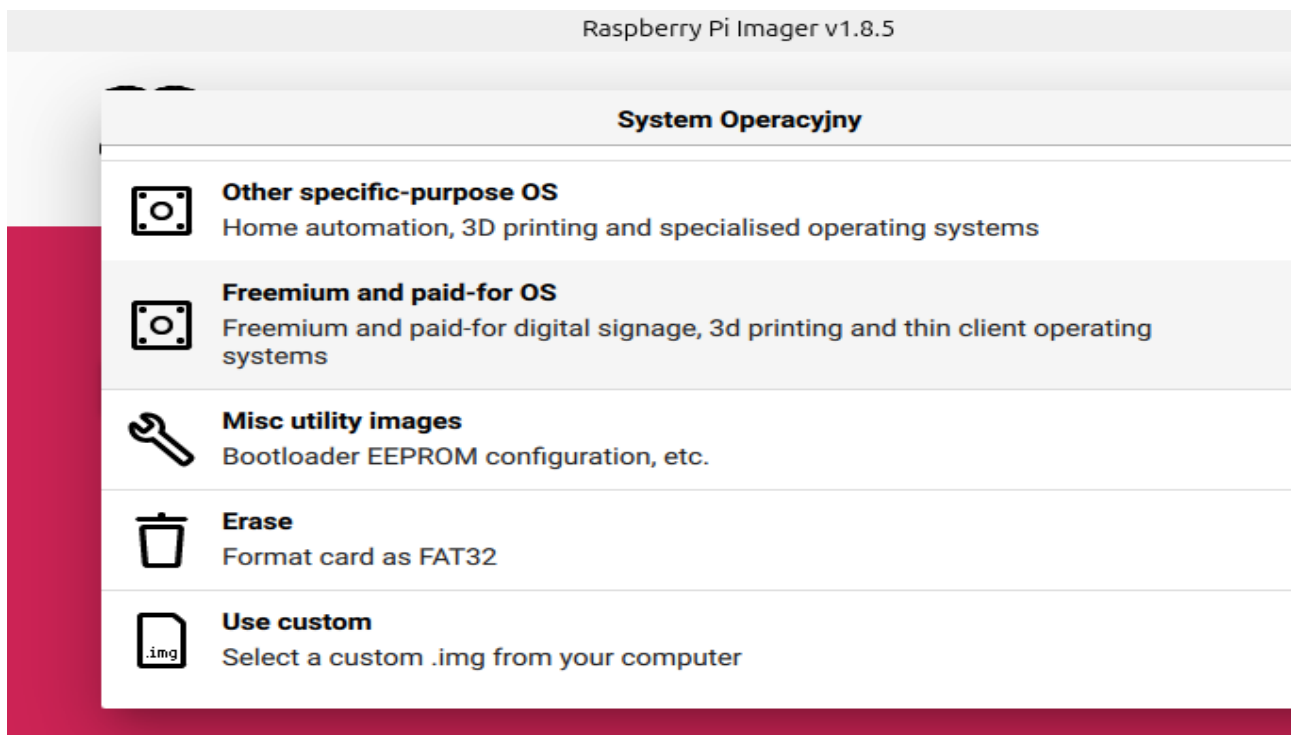 Raspberry Pi Imager v1.8.5
System Operacyjny
Other specific-purpose OS
Home automation, 3D printing and specialised operating systems
Freemium and paid-for OS
Freemium and paid-for digital signage, 3d printing and thin client operating
systems
Misc utility images
Bootloader EEPROM configuration, etc.
Erase
Format card as FAT32
Use custom
.img
Select a custom .img from your computer